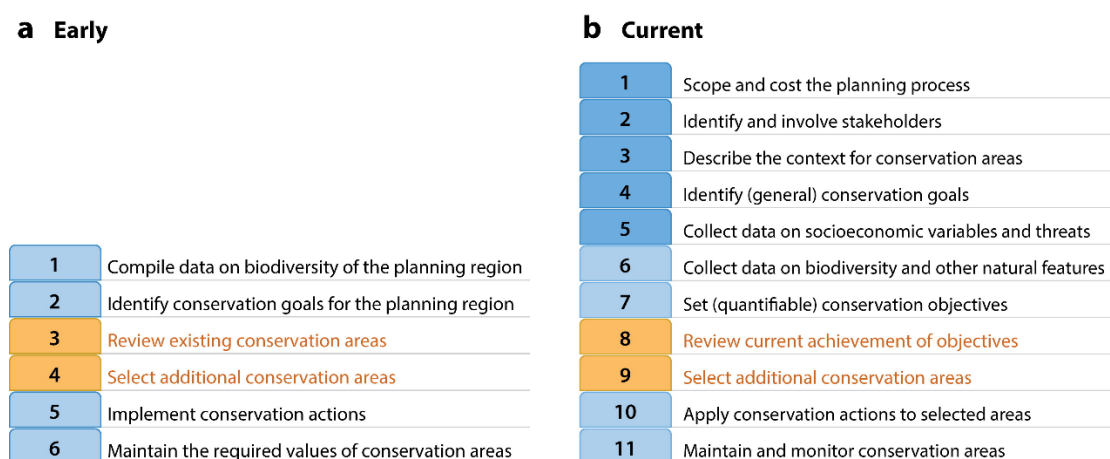 a Early
1 Compile data on biodiversity of the planning region
2 Identify conservation goals for the planning region
3 Review existing conservation areas
4 Select additional conservation areas
5 Implement conservation actions
6 Maintain the required values of conservation areas
b Current
1 Scope and cost the planning process
2 Identify and involve stakeholders
3 Describe the context for conservation areas
4 Identify (general) conservation goals
5 Collect data on socioeconomic variables and threats
6 Collect data on biodiversity and other natural features
7 Set (quantifiable) conservation objectives
8 Review current achievement of objectives
9 Select additional conservation areas
10 Apply conservation actions to selected areas
11 Maintain and monitor conservation areas